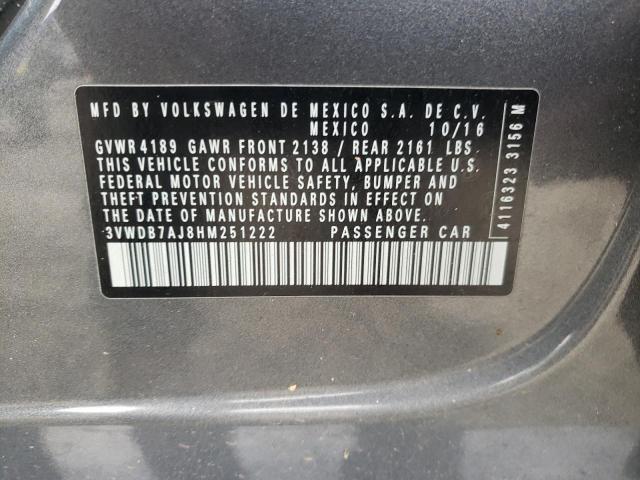 MFD BY VOLKSWAGEN DE MEXICO S.A. DE C.V.
MEXICO 10/16
GVWR 4189 GAWR FRONT 2138 / REAR 2161 LBS
THIS VEHICLE CONFORMS TO ALL APPLICABLE U.S.
FEDERAL MOTOR VEHICLE SAFETY, BUMPER AND
THEFT PREVENTION STANDARDS IN EFFECT ON
THE DATE OF MANUFACTURE SHOWN ABOVE.
3VWDB7AJ8HM251222 PASSENGER CAR
4116323 3156 M